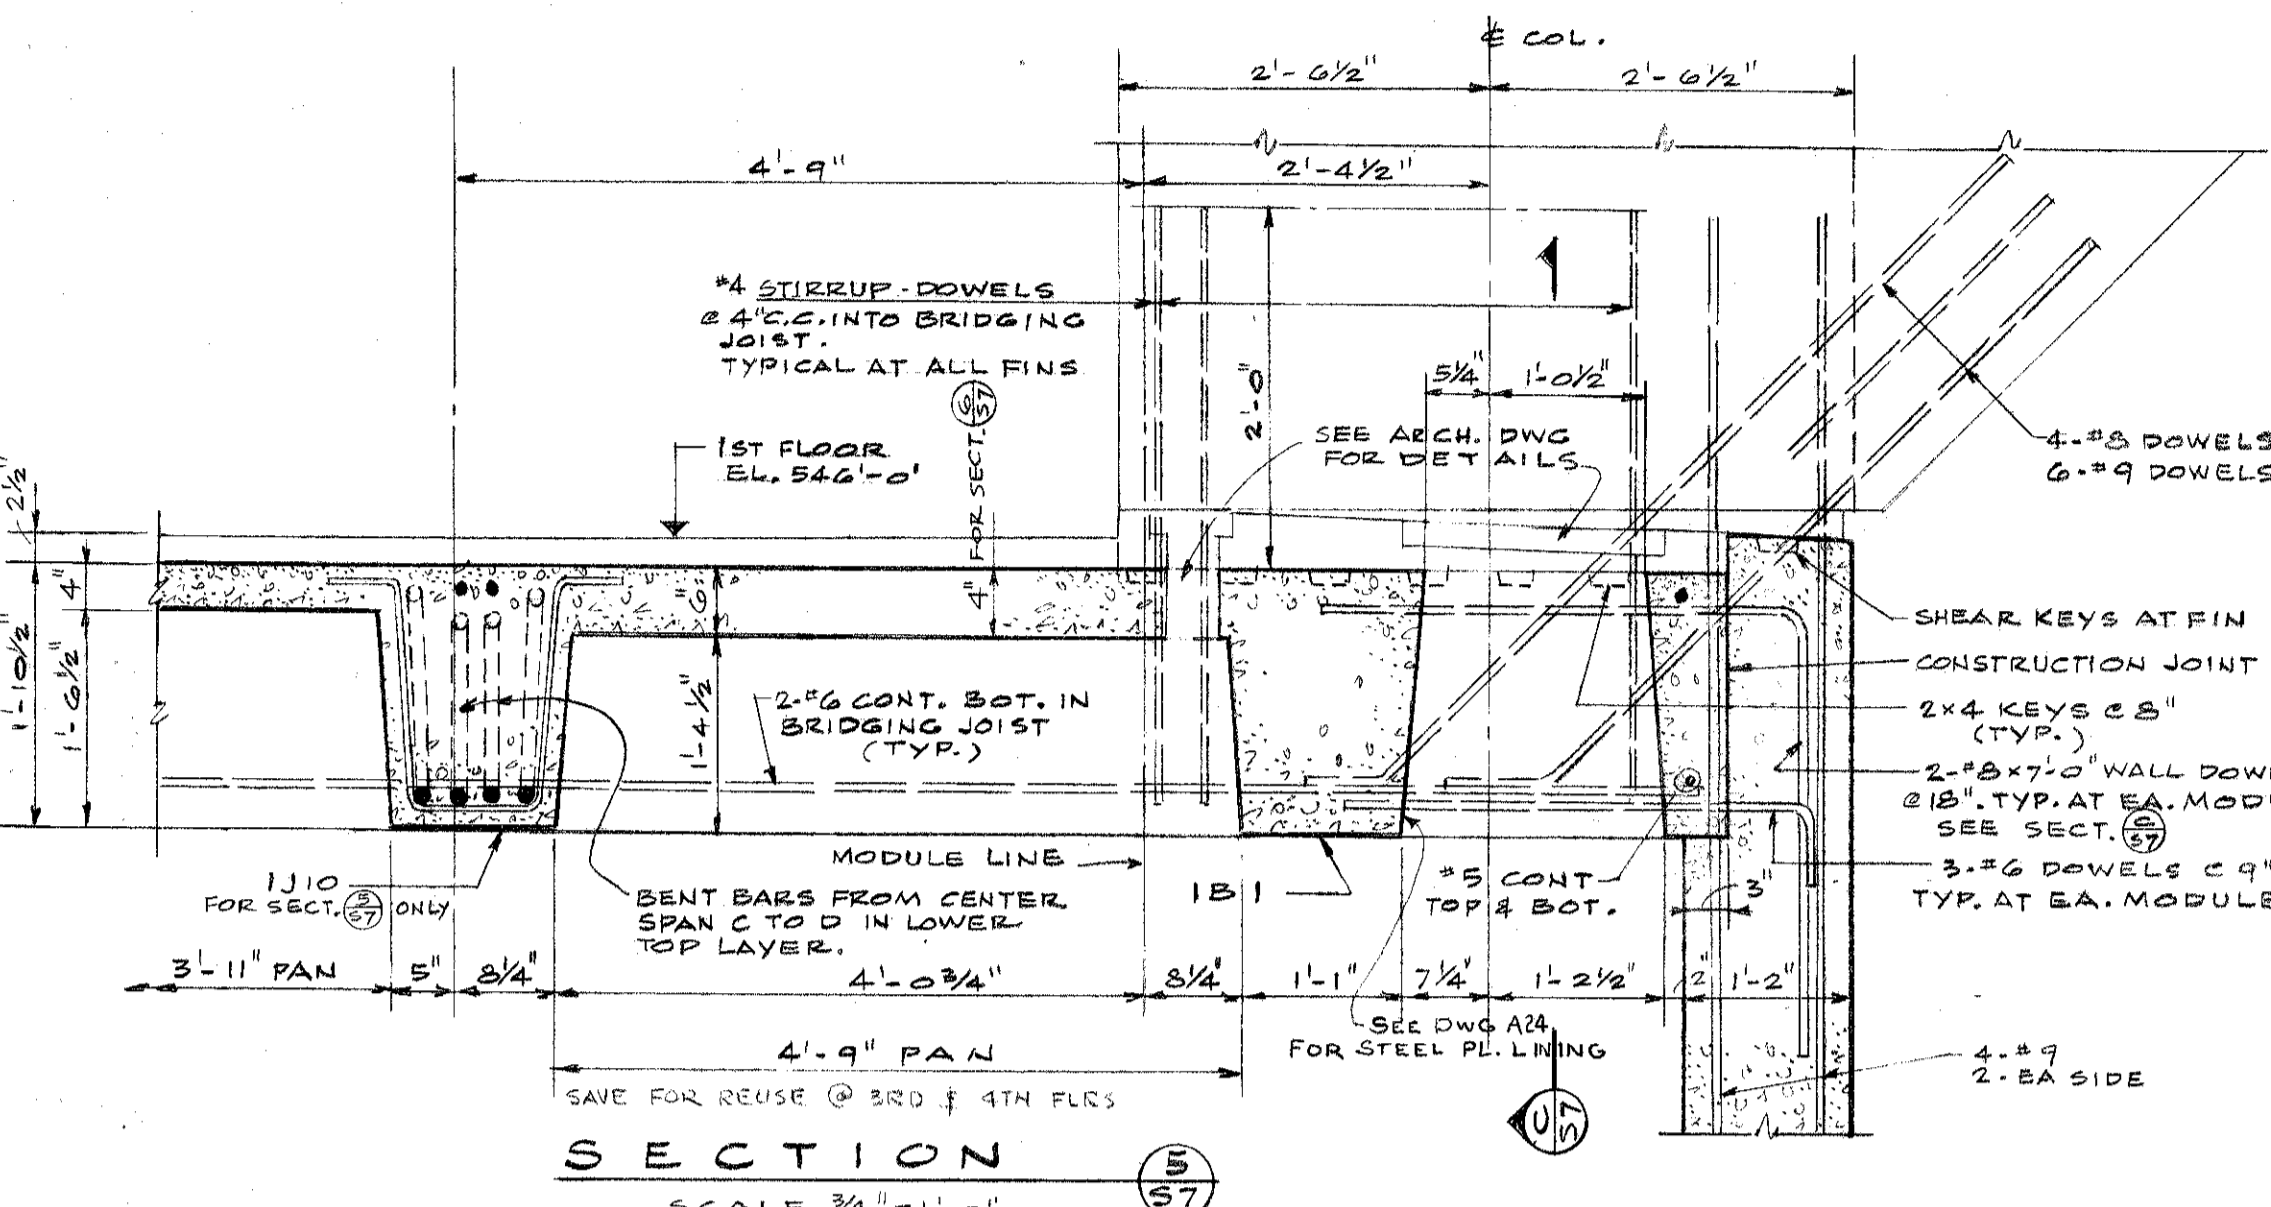 ℄ COL.
2'-6½"
2'-6½"
4'-9"
2'-4½"
#4 STIRRUP-DOWELS
@ 4"C.C. INTO BRIDGING
JOIST.
TYPICAL AT ALL FINS
2'-0"
5¼"
1'-0½"
SEE ARCH. DWG
FOR DETAILS
4-#8 DOWELS
6-#9 DOWELS
1ST FLOOR
EL. 546'-0"
4" FOR SECT. 6/S7
2½"
4"
1'-10½"
1'-6½"
6"
1'-4½"
2-#6 CONT. BOT. IN
BRIDGING JOIST
(TYP.)
SHEAR KEYS AT FIN
CONSTRUCTION JOINT
2x4 KEYS @ 8"
(TYP.)
2-#8x7'-0" WALL
@18". TYP. AT EA.
SEE SECT. C/S7
3-#6 DOWELS @ 9"
TYP. AT EA. MODULE
MODULE LINE
1J10
FOR SECT. 5/S7 ONLY
BENT BARS FROM CENTER
SPAN C TO D IN LOWER
TOP LAYER.
1B1
#5 CONT
TOP & BOT.
3"
3'-11" PAN
5"
8¼"
4'-0¾"
8¼"
1'-1"
7¼"
1'-2½"
2"
1'-2"
SEE DWG A24
FOR STEEL PL. LINING
4'-9" PAN
SAVE FOR REUSE @ 3RD & 4TH FLRS
4-#9
2-EA SIDE
C
S7
SECTION
5
S7
SCALE ¾"=1'-0"